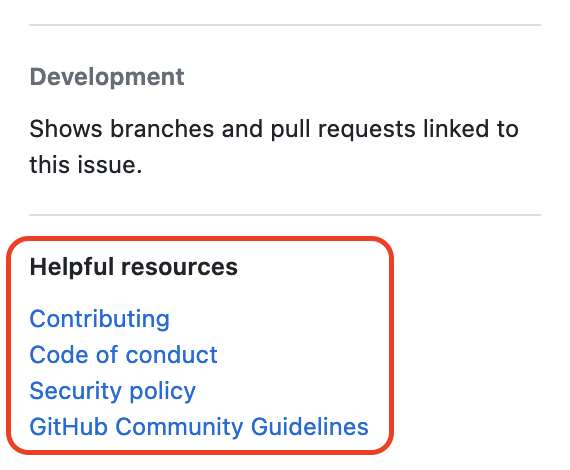 Development
Shows branches and pull requests linked to
this issue.
Helpful resources
Contributing
Code of conduct
Security policy
GitHub Community Guidelines